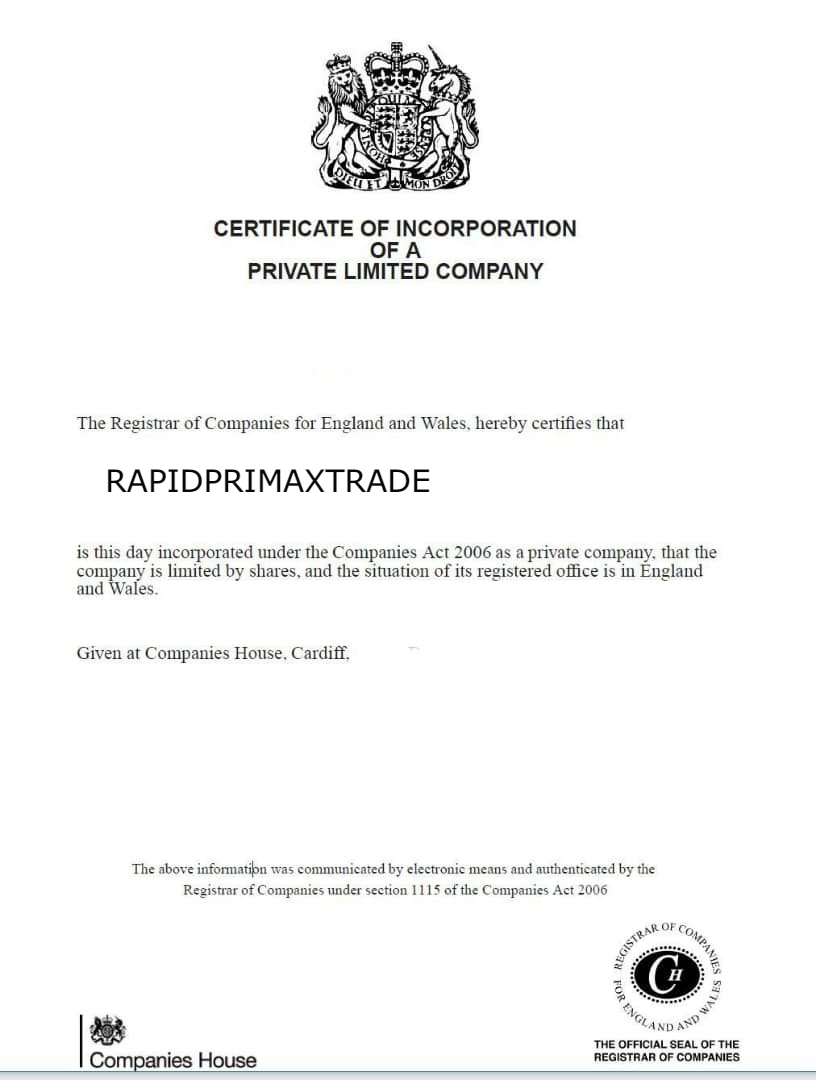 DIEU ET MON DROIT
CERTIFICATE OF INCORPORATION
OF A
PRIVATE LIMITED COMPANY
The Registrar of Companies for England and Wales, hereby certifies that
RAPIDPRIMAXTRADE
is this day incorporated under the Companies Act 2006 as a private company, that the
company is limited by shares, and the situation of its registered office is in England
and Wales.
Given at Companies House, Cardiff,
The above information was communicated by electronic means and authenticated by the
Registrar of Companies under section 1115 of the Companies Act 2006
REGISTRAR OF COMPANIES
FOR ENGLAND AND WALES
CH
THE OFFICIAL SEAL OF THE
REGISTRAR OF COMPANIES
Companies House